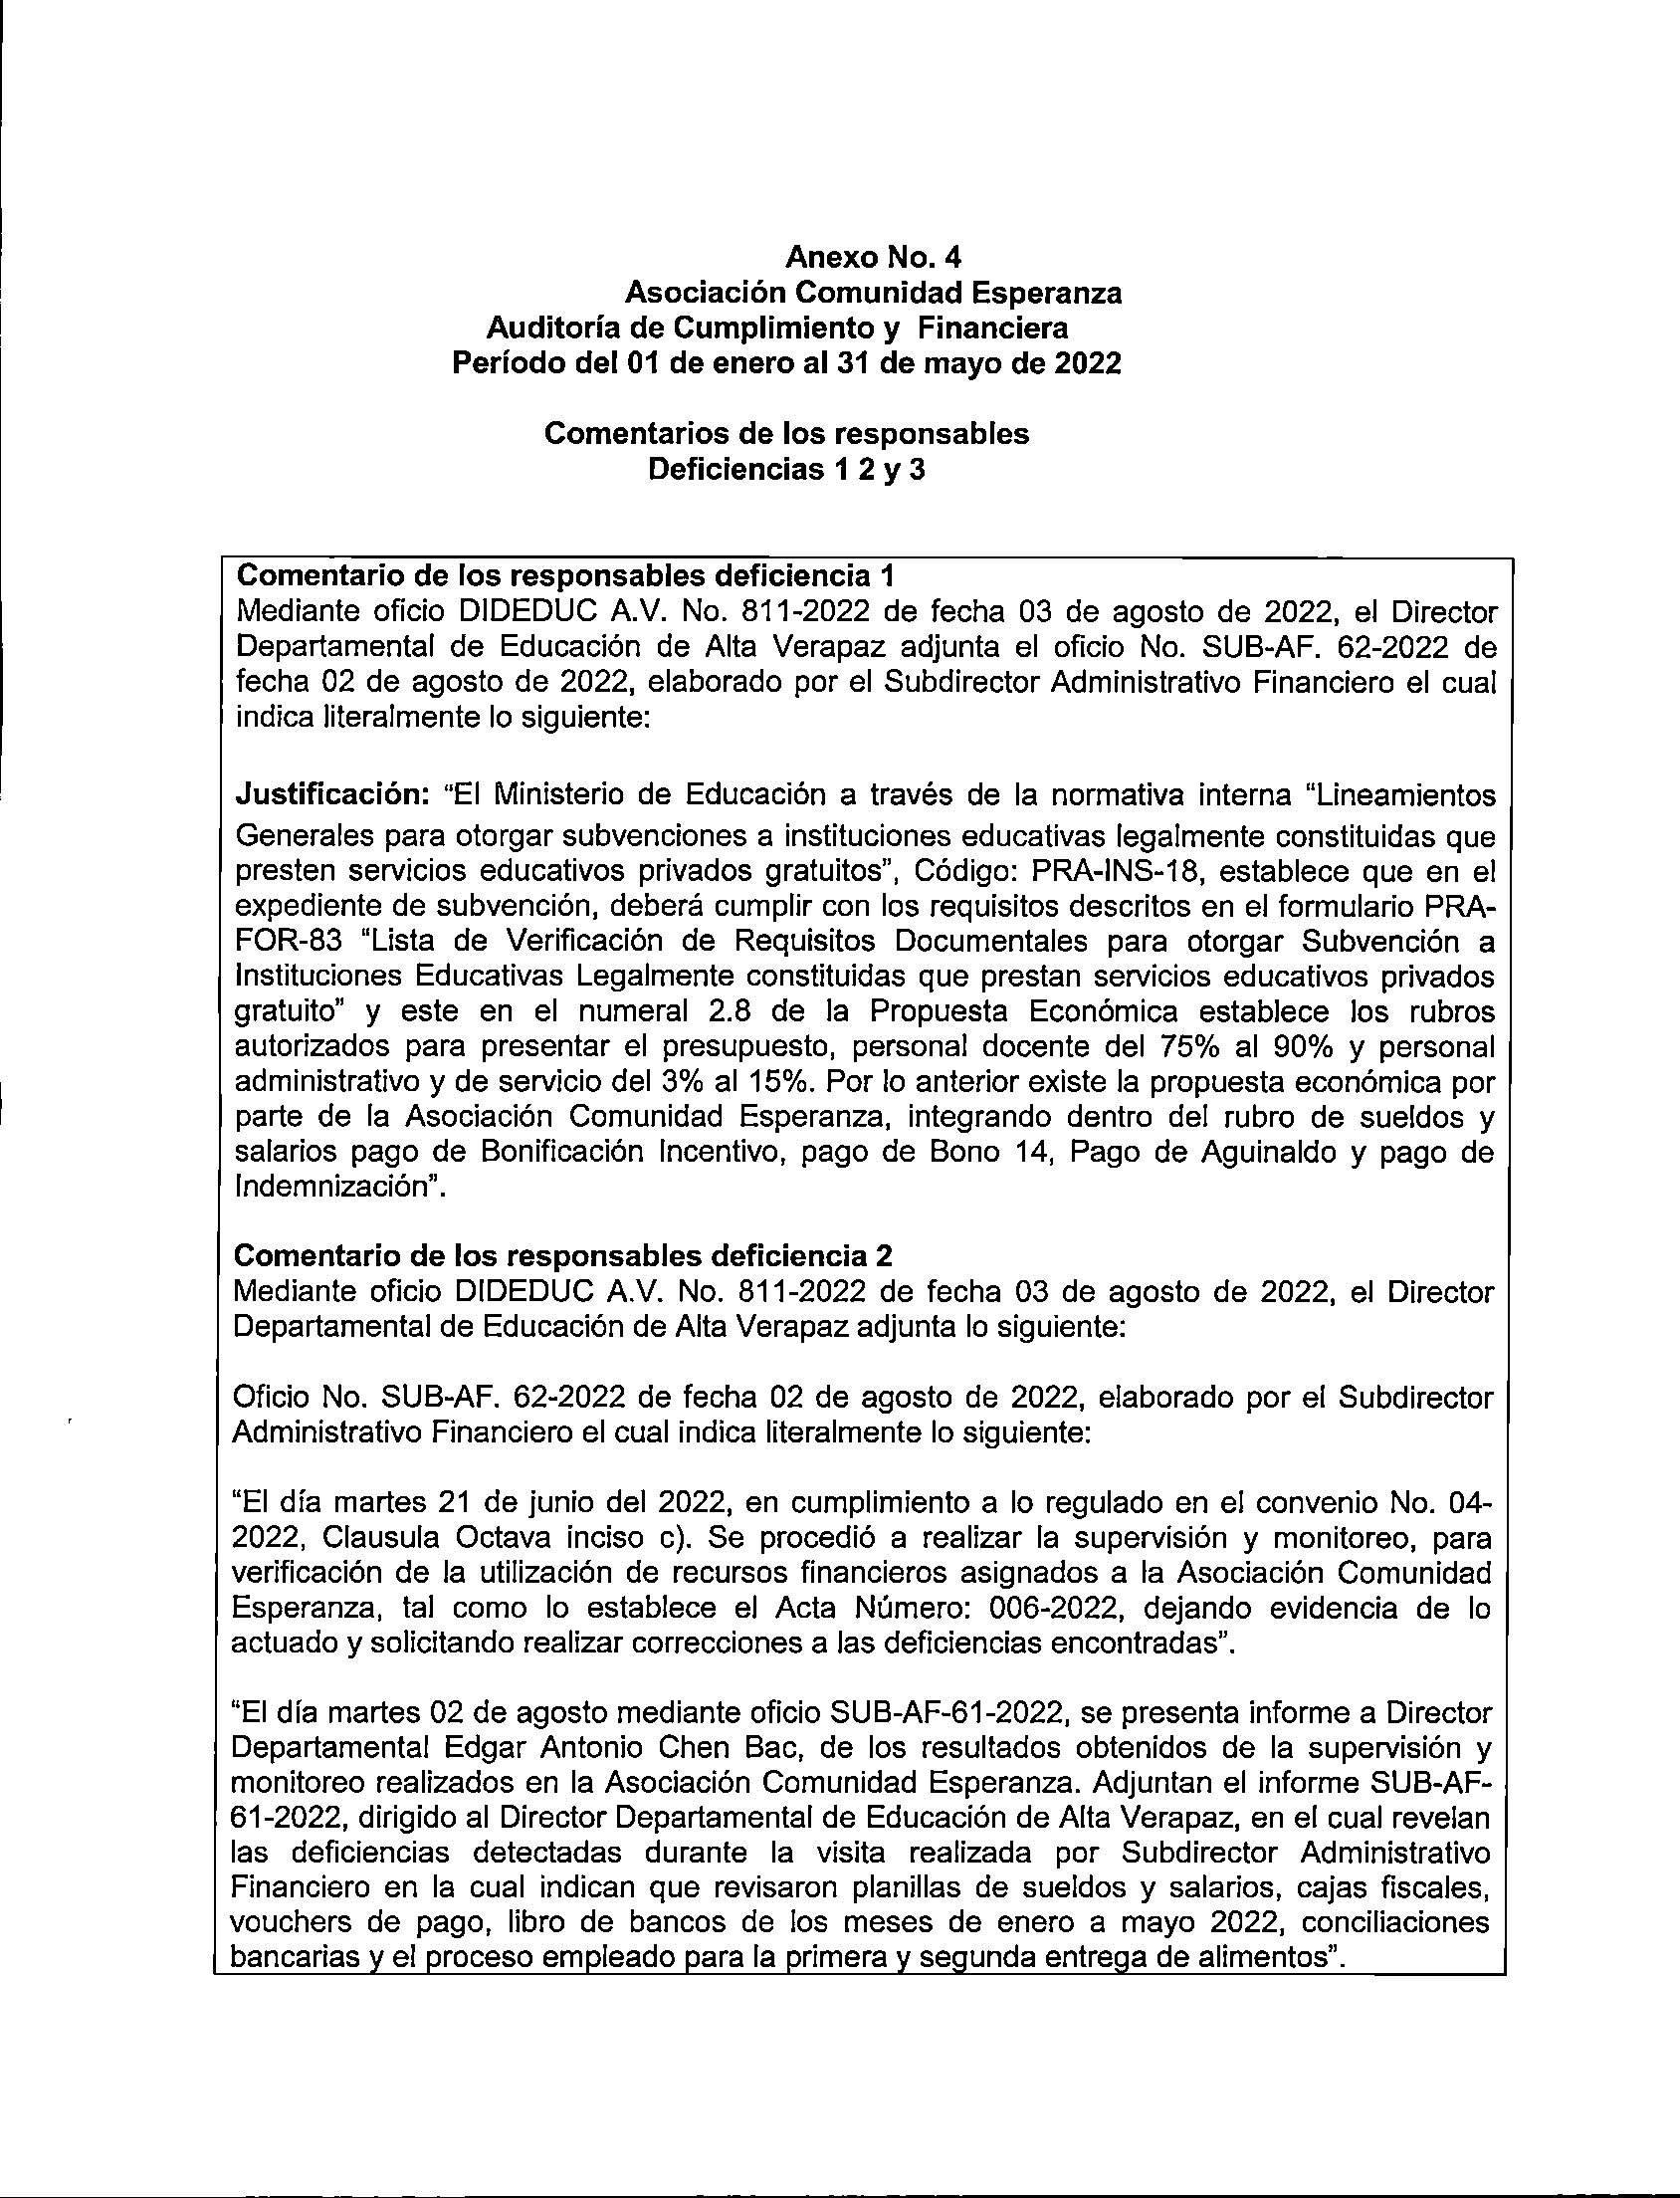 Anexo No. 4
Asociación Comunidad Esperanza
Auditoría de Cumplimiento y Financiera
Período del 01 de enero al 31 de mayo de 2022
Comentarios de los responsables
Deficiencias 1 2 y 3
Comentario de los responsables deficiencia 1
Mediante oficio DIDEDUC A.V. No. 811-2022 de fecha 03 de agosto de 2022, el Director
Departamental de Educación de Alta Verapaz adjunta el oficio No. SUB-AF. 62-2022 de
fecha 02 de agosto de 2022, elaborado por el Subdirector Administrativo Financiero el cual
indica literalmente lo siguiente:
Justificación: "El Ministerio de Educación a través de la normativa interna "Lineamientos
Generales para otorgar subvenciones a instituciones educativas legalmente constituidas que
presten servicios educativos privados gratuitos", Código: PRA-INS-18, establece que en el
expediente de subvención, deberá cumplir con los requisitos descritos en el formulario PRA-
FOR-83 "Lista de Verificación de Requisitos Documentales para otorgar Subvención a
Instituciones Educativas Legalmente constituidas que prestan servicios educativos privados
gratuito" y este en el numeral 2.8 de la Propuesta Económica establece los rubros
autorizados para presentar el presupuesto, personal docente del 75% al 90% y personal
administrativo y de servicio del 3% al 15%. Por lo anterior existe la propuesta económica por
parte de la Asociación Comunidad Esperanza, integrando dentro del rubro de sueldos y
salarios pago de Bonificación Incentivo, pago de Bono 14, Pago de Aguinaldo y pago de
Indemnización".
Comentario de los responsables deficiencia 2
Mediante oficio DIDEDUC A.V. No. 811-2022 de fecha 03 de agosto de 2022, el Director
Departamental de Educación de Alta Verapaz adjunta lo siguiente:
Oficio No. SUB-AF. 62-2022 de fecha 02 de agosto de 2022, elaborado por el Subdirector
Administrativo Financiero el cual indica literalmente lo siguiente:
"El día martes 21 de junio del 2022, en cumplimiento a lo regulado en el convenio No. 04-
2022, Clausula Octava inciso c). Se procedió a realizar la supervisión y monitoreo, para
verificación de la utilización de recursos financieros asignados a la Asociación Comunidad
Esperanza, tal como lo establece el Acta Número: 006-2022, dejando evidencia de lo
actuado y solicitando realizar correcciones a las deficiencias encontradas".
"El día martes 02 de agosto mediante oficio SUB-AF-61-2022, se presenta informe a Director
Departamental Edgar Antonio Chen Bac, de los resultados obtenidos de la supervisión y
monitoreo realizados en la Asociación Comunidad Esperanza. Adjuntan el informe SUB-AF-
61-2022, dirigido al Director Departamental de Educación de Alta Verapaz, en el cual revelan
las deficiencias detectadas durante la visita realizada por Subdirector Administrativo
Financiero en la cual indican que revisaron planillas de sueldos y salarios, cajas fiscales,
vouchers de pago, libro de bancos de los meses de enero a mayo 2022, conciliaciones
bancarias y el proceso empleado para la primera y segunda entrega de alimentos".